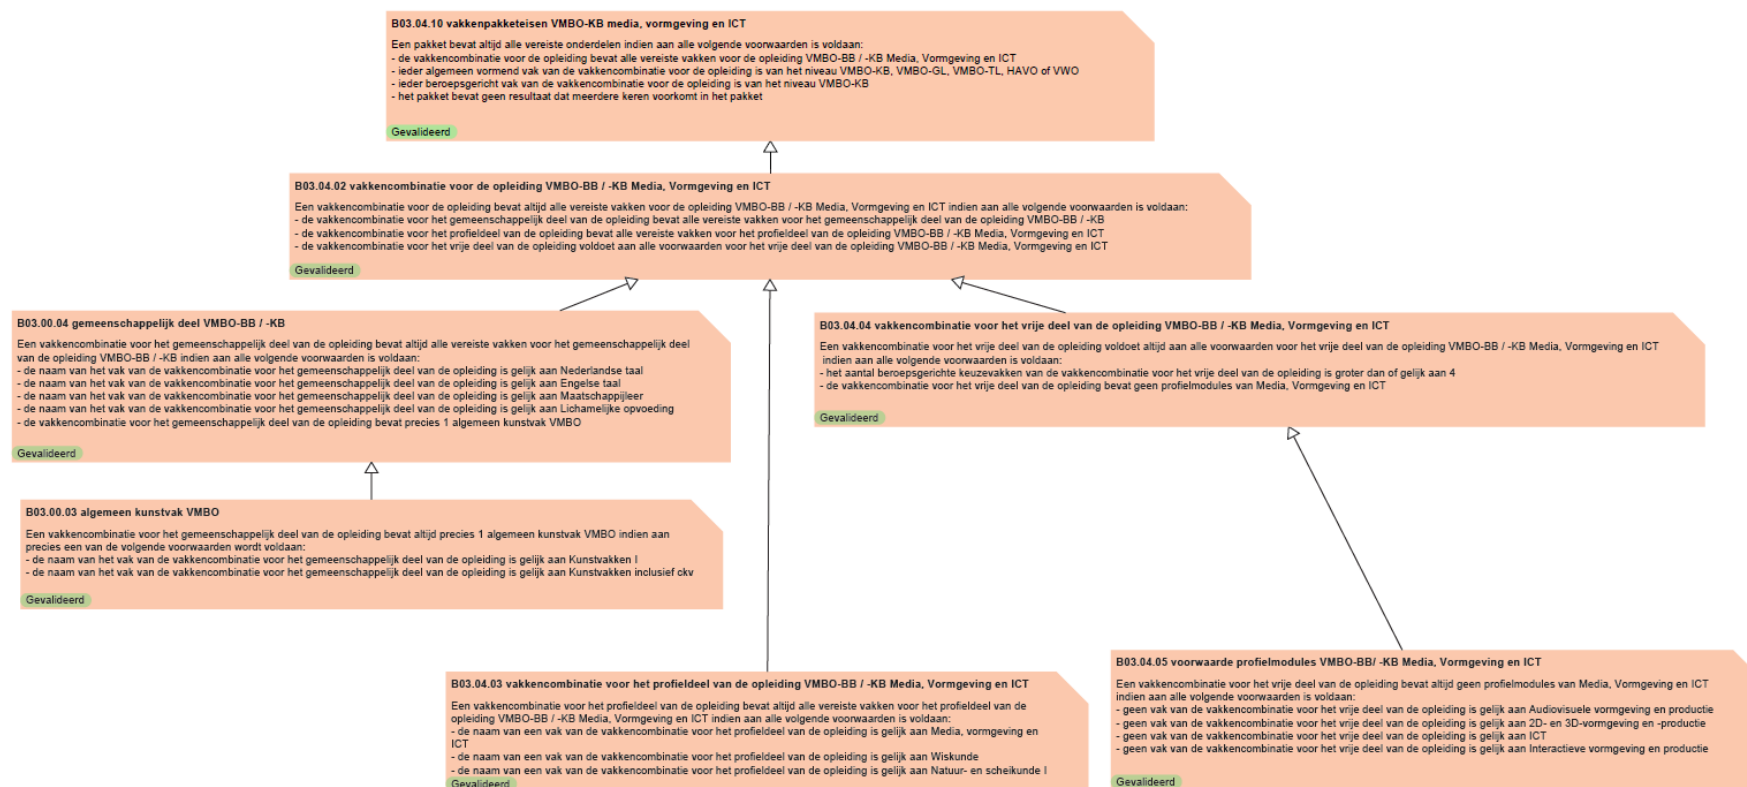 B03.04.10 vakkenpakketeisen VMBO-KB media, vormgeving en ICT
Een pakket bevat altijd alle vereiste onderdelen indien aan alle volgende voorwaarden is voldaan:
- de vakkencombinatie voor de opleiding bevat alle vereiste vakken voor de opleiding VMBO-BB / -KB Media, Vormgeving en ICT
- ieder algemeen vormend vak van de vakkencombinatie voor de opleiding is van het niveau VMBO-KB, VMBO-GL, VMBO-TL, HAVO of VWO
- ieder beroepsgericht vak van de vakkencombinatie voor de opleiding is van het niveau VMBO-KB
- het pakket bevat geen resultaat dat meerdere keren voorkomt in het pakket
Gevalideerd
B03.04.02 vakkencombinatie voor de opleiding VMBO-BB / -KB Media, Vormgeving en ICT
Een vakkencombinatie voor de opleiding bevat altijd alle vereiste vakken voor de opleiding VMBO-BB / -KB Media, Vormgeving en ICT indien aan alle volgende voorwaarden is voldaan:
- de vakkencombinatie voor het gemeenschappelijk deel van de opleiding bevat alle vereiste vakken voor het gemeenschappelijk deel van de opleiding VMBO-BB / -KB
- de vakkencombinatie voor het profieldeel van de opleiding bevat alle vereiste vakken voor het profieldeel van de opleiding VMBO-BB / -KB Media, Vormgeving en ICT
- de vakkencombinatie voor het vrije deel van de opleiding voldoet aan alle voorwaarden voor het vrije deel van de opleiding VMBO-BB / -KB Media, Vormgeving en ICT
Gevalideerd
B03.00.04 gemeenschappelijk deel VMBO-BB / -KB
Een vakkencombinatie voor het gemeenschappelijk deel van de opleiding bevat altijd alle vereiste vakken voor het gemeenschappelijk deel
van de opleiding VMBO-BB / -KB indien aan alle volgende voorwaarden is voldaan:
- de naam van het vak van de vakkencombinatie voor het gemeenschappelijk deel van de opleiding is gelijk aan Nederlandse taal
- de naam van het vak van de vakkencombinatie voor het gemeenschappelijk deel van de opleiding is gelijk aan Engelse taal
- de naam van het vak van de vakkencombinatie voor het gemeenschappelijk deel van de opleiding is gelijk aan Maatschappijleer
- de naam van het vak van de vakkencombinatie voor het gemeenschappelijk deel van de opleiding is gelijk aan Lichamelijke opvoeding
- de vakkencombinatie voor het gemeenschappelijk deel van de opleiding bevat precies 1 algemeen kunstvak VMBO
Gevalideerd
B03.04.04 vakkencombinatie voor het vrije deel van de opleiding VMBO-BB / -KB Media, Vormgeving en ICT
Een vakkencombinatie voor het vrije deel van de opleiding voldoet altijd aan alle voorwaarden voor het vrije deel van de opleiding VMBO-BB / -KB Media, Vormgeving en ICT
indien aan alle volgende voorwaarden is voldaan:
- het aantal beroepsgerichte keuzevakken van de vakkencombinatie voor het vrije deel van de opleiding is groter dan of gelijk aan 4
- de vakkencombinatie voor het vrije deel van de opleiding bevat geen profielmodules van Media, Vormgeving en ICT
Gevalideerd
B03.00.03 algemeen kunstvak VMBO
Een vakkencombinatie voor het gemeenschappelijk deel van de opleiding bevat altijd precies 1 algemeen kunstvak VMBO indien aan
precies een van de volgende voorwaarden wordt voldaan:
- de naam van het vak van de vakkencombinatie voor het gemeenschappelijk deel van de opleiding is gelijk aan Kunstvakken I
- de naam van het vak van de vakkencombinatie voor het gemeenschappelijk deel van de opleiding is gelijk aan Kunstvakken inclusief ckv
Gevalideerd
B03.04.03 vakkencombinatie voor het profieldeel van de opleiding VMBO-BB / -KB Media, Vormgeving en ICT
Een vakkencombinatie voor het profieldeel van de opleiding bevat altijd alle vereiste vakken voor het profieldeel van de
opleiding VMBO-BB / -KB Media, Vormgeving en ICT indien aan alle volgende voorwaarden is voldaan:
- de naam van een vak van de vakkencombinatie voor het profieldeel van de opleiding is gelijk aan Media, vormgeving en
ICT
- de naam van een vak van de vakkencombinatie voor het profieldeel van de opleiding is gelijk aan Wiskunde
- de naam van een vak van de vakkencombinatie voor het profieldeel van de opleiding is gelijk aan Natuur- en scheikunde I
Gevalideerd
B03.04.05 voorwaarde profielmodules VMBO-BB/ -KB Media, Vormgeving en ICT
Een vakkencombinatie voor het vrije deel van de opleiding bevat altijd geen profielmodules van Media, Vormgeving en ICT
indien aan alle volgende voorwaarden is voldaan:
- geen vak van de vakkencombinatie voor het vrije deel van de opleiding is gelijk aan Audiovisuele vormgeving en productie
- geen vak van de vakkencombinatie voor het vrije deel van de opleiding is gelijk aan 2D- en 3D-vormgeving en -productie
- geen vak van de vakkencombinatie voor het vrije deel van de opleiding is gelijk aan ICT
- geen vak van de vakkencombinatie voor het vrije deel van de opleiding is gelijk aan Interactieve vormgeving en productie
Gevalideerd